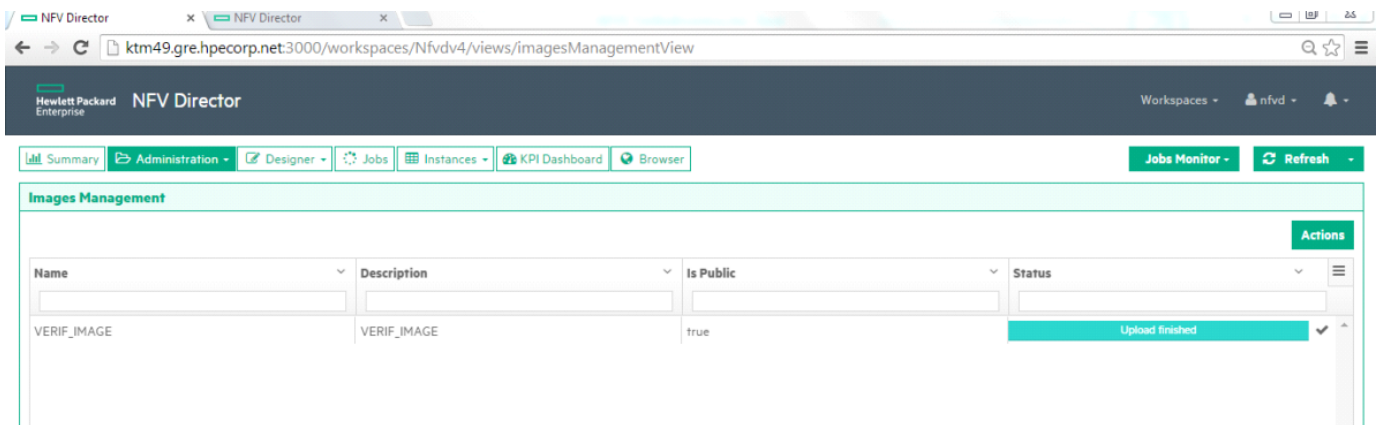 NFV Director x NFV Director x
ktm49.gre.hpecorp.net:3000/workspaces/Nfvdv4/views/imagesManagementView
Hewlett Packard Enterprise NFV Director Workspaces nfvd
Summary Administration Designer Jobs Instances KPI Dashboard Browser Jobs Monitor Refresh
Images Management
Actions
Name Description Is Public Status
VERIF_IMAGE VERIF_IMAGE true Upload finished